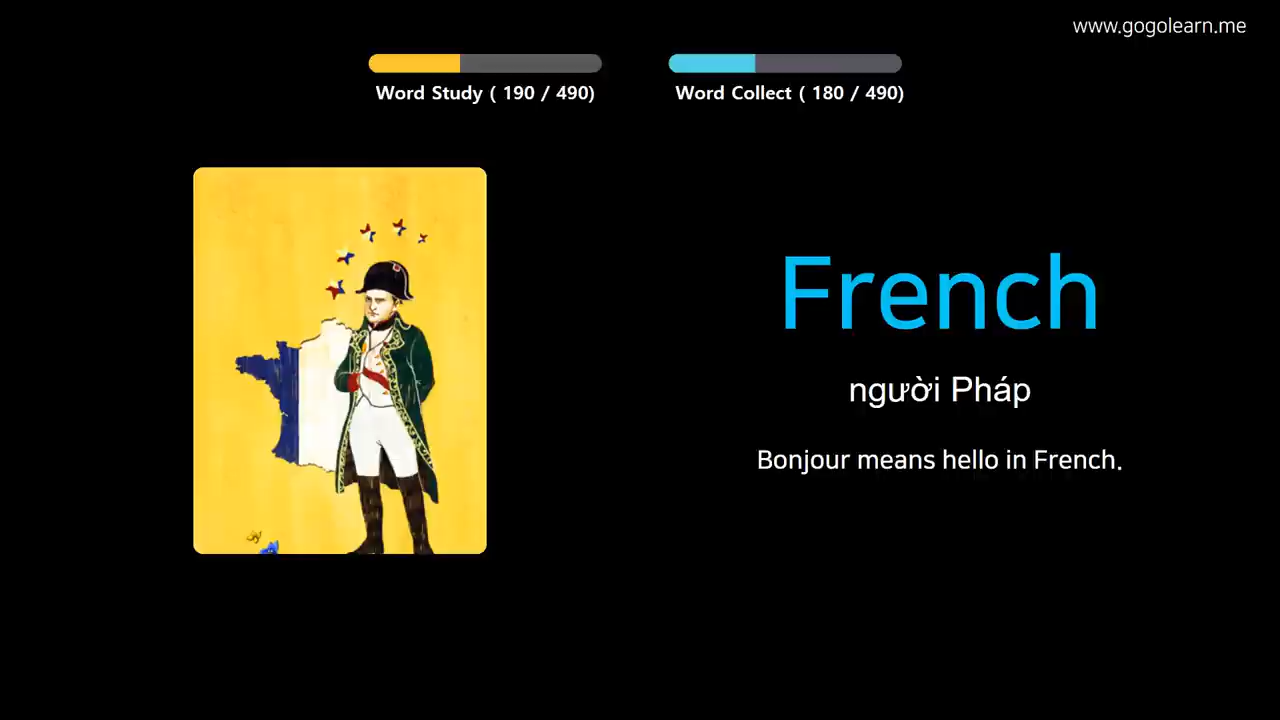 www.gogolearn.me
Word Study ( 190 / 490)
Word Collect ( 180 / 490)
French
người Pháp
Bonjour means hello in French.